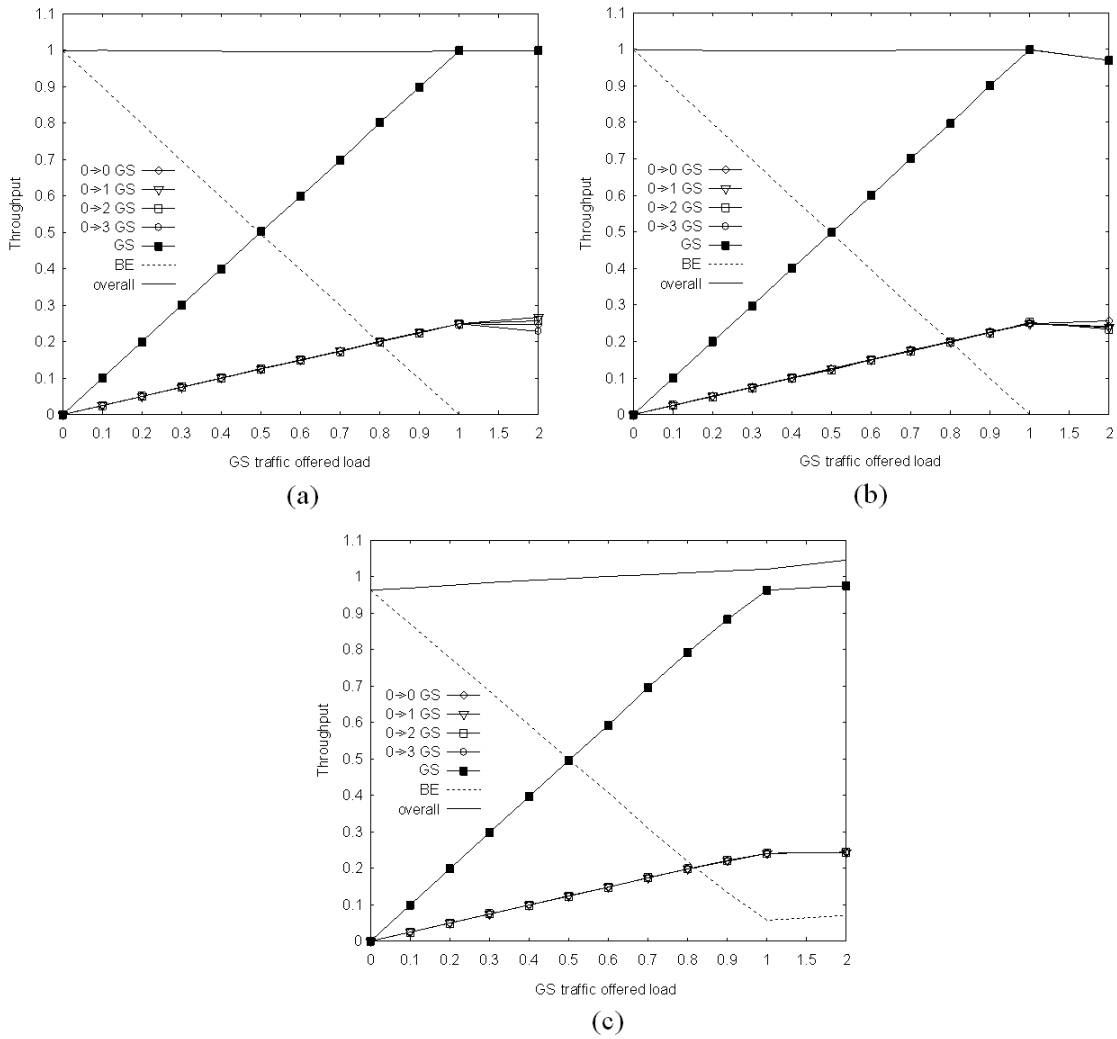 1.1
1
0.9
0.8
0.7
0.6
0.5
0.4
0.3
0.2
0.1
0
Throughput
0→0 GS
0→1 GS
0→2 GS
0→3 GS
GS
BE
overall
0 0.1 0.2 0.3 0.4 0.5 0.6 0.7 0.8 0.9 1 1.5 2
GS traffic offered load
(a)
1.1
1
0.9
0.8
0.7
0.6
0.5
0.4
0.3
0.2
0.1
0
Throughput
0→0 GS
0→1 GS
0→2 GS
0→3 GS
GS
BE
overall
0 0.1 0.2 0.3 0.4 0.5 0.6 0.7 0.8 0.9 1 1.5 2
GS traffic offered load
(b)
1.1
1
0.9
0.8
0.7
0.6
0.5
0.4
0.3
0.2
0.1
0
Throughput
0→0 GS
0→1 GS
0→2 GS
0→3 GS
GS
BE
overall
0 0.1 0.2 0.3 0.4 0.5 0.6 0.7 0.8 0.9 1 2
GS traffic offered load
(c)